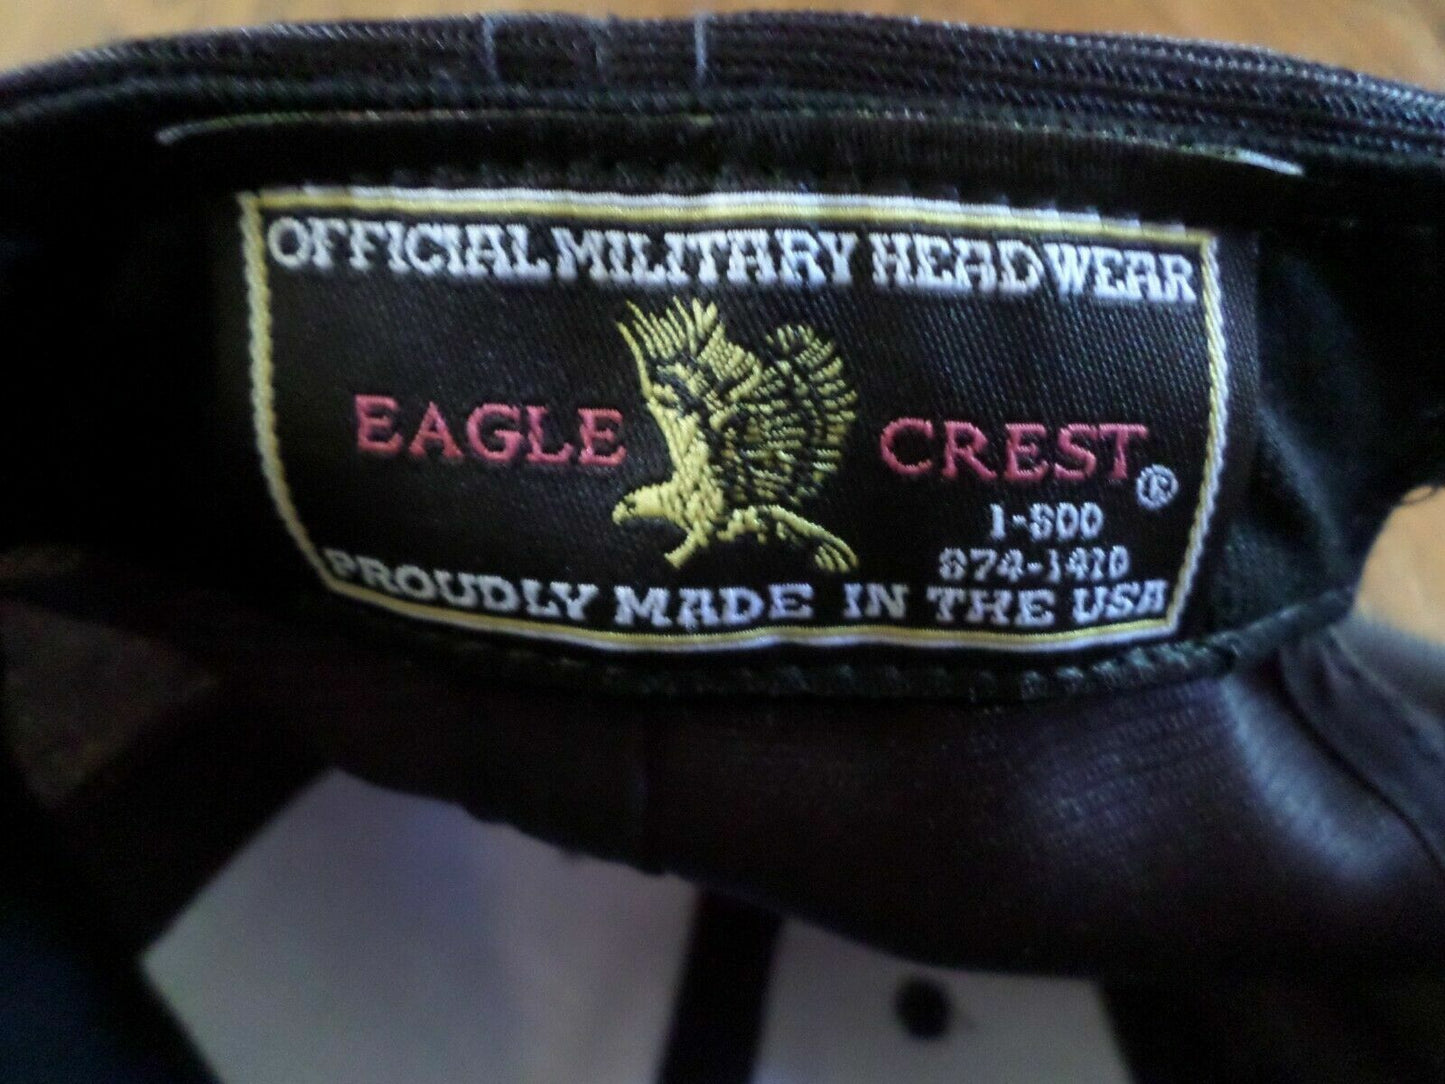 OFFICIAL MILITARY HEADWEAR
EAGLE CREST ®
1-800
874-1410
PROUDLY MADE IN THE USA